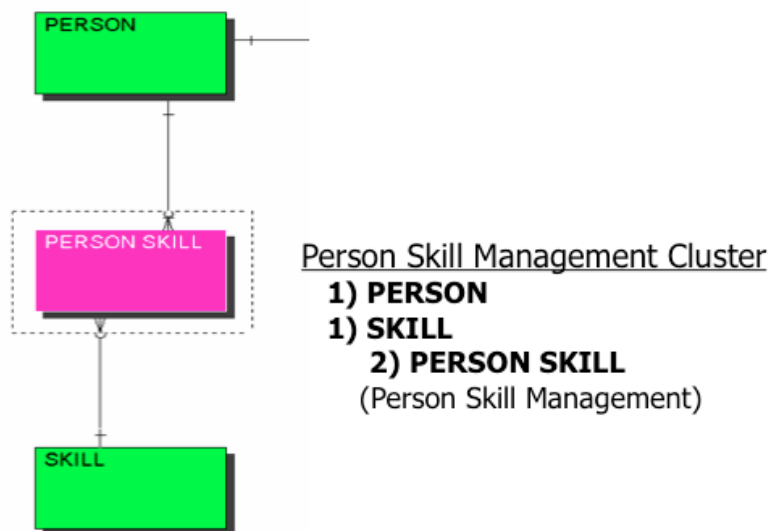 PERSON
PERSON SKILL
SKILL
Person Skill Management Cluster
1) PERSON
1) SKILL
2) PERSON SKILL
(Person Skill Management)